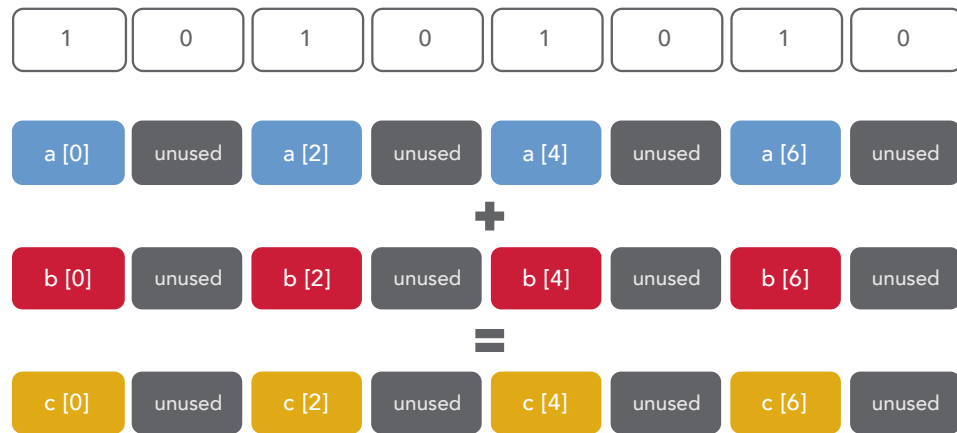 1 0 1 0 1 0 1 0
a [0] unused a [2] unused a [4] unused a [6] unused
+
b [0] unused b [2] unused b [4] unused b [6] unused
=
c [0] unused c [2] unused c [4] unused c [6] unused